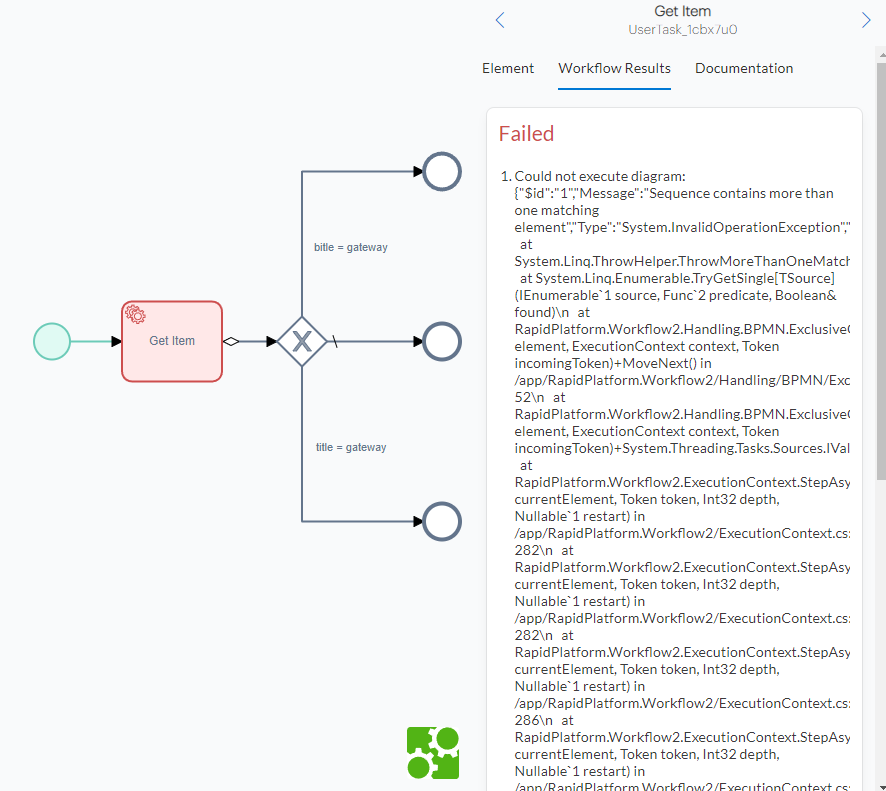 Get Item
UserTask_1cbx7u0
Element Workflow Results Documentation
Failed
1. Could not execute diagram:
{"$id":"1","Message":"Sequence contains more than
one matching
element","Type":"System.InvalidOperationException","
at
System.Linq.ThrowHelper.ThrowMoreThanOneMatch
at System.Linq.Enumerable.TryGetSingle[TSource]
(IEnumerable`1 source, Func`2 predicate, Boolean&
found)\n at
RapidPlatform.Workflow2.Handling.BPMN.Exclusive
element, ExecutionContext context, Token
incomingToken)+MoveNext() in
/app/RapidPlatform.Workflow2/Handling/BPMN/Exc
52\n at
RapidPlatform.Workflow2.Handling.BPMN.Exclusive
element, ExecutionContext context, Token
incomingToken)+System.Threading.Tasks.Sources.IVal
at
RapidPlatform.Workflow2.ExecutionContext.StepAsy
currentElement, Token token, Int32 depth,
Nullable`1 restart) in
/app/RapidPlatform.Workflow2/ExecutionContext.cs:
282\n at
RapidPlatform.Workflow2.ExecutionContext.StepAsy
currentElement, Token token, Int32 depth,
Nullable`1 restart) in
/app/RapidPlatform.Workflow2/ExecutionContext.cs:
282\n at
RapidPlatform.Workflow2.ExecutionContext.StepAsy
currentElement, Token token, Int32 depth,
Nullable`1 restart) in
/app/RapidPlatform.Workflow2/ExecutionContext.cs:
286\n at
RapidPlatform.Workflow2.ExecutionContext.StepAsy
currentElement, Token token, Int32 depth,
Nullable`1 restart) in
/app/RapidPlatform.Workflow2/ExecutionContext.cs:
bitle = gateway
Get Item
X
title = gateway